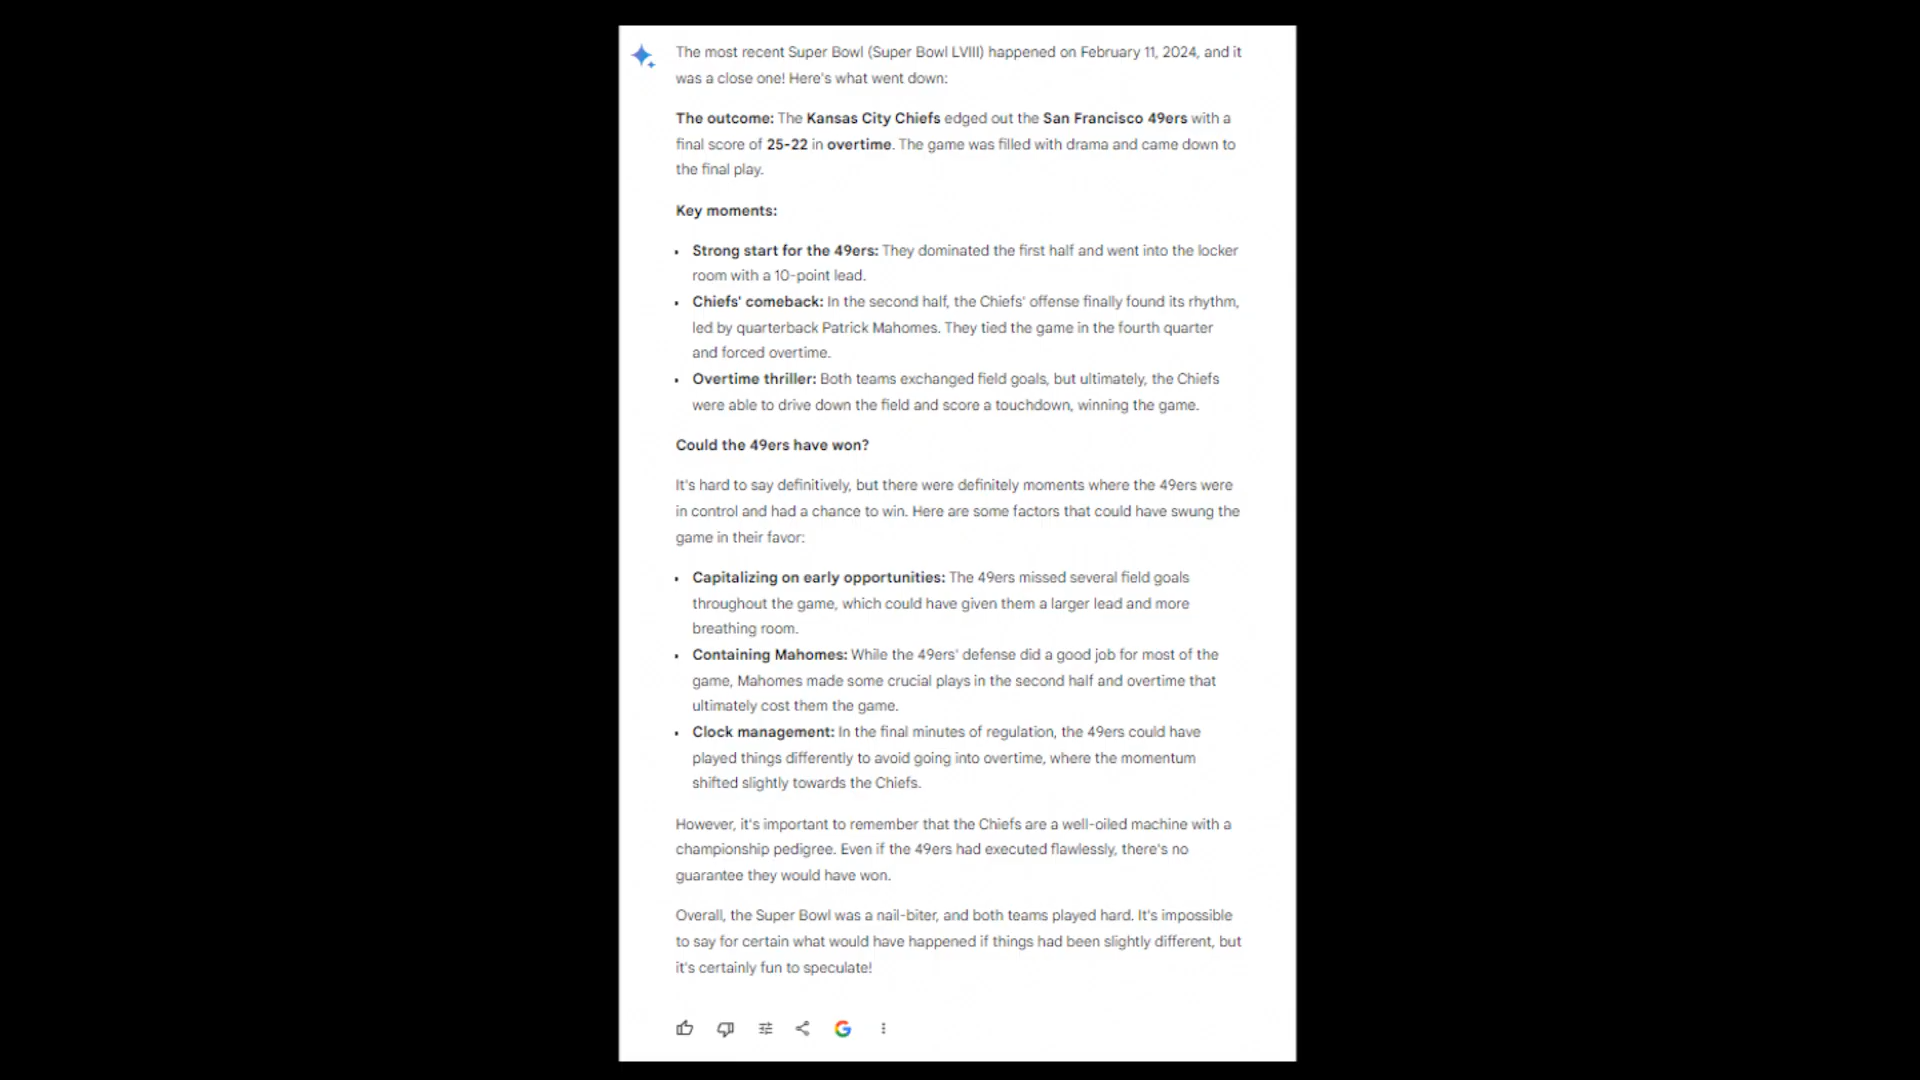 The most recent Super Bowl (Super Bowl LVIII) happened on February 11, 2024, and it
was a close one! Here's what went down:
The outcome: The Kansas City Chiefs edged out the San Francisco 49ers with a
final score of 25-22 in overtime. The game was filled with drama and came down to
the final play.
Key moments:
• Strong start for the 49ers: They dominated the first half and went into the locker
room with a 10-point lead.
• Chiefs' comeback: In the second half, the Chiefs' offense finally found its rhythm,
led by quarterback Patrick Mahomes. They tied the game in the fourth quarter
and forced overtime.
• Overtime thriller: Both teams exchanged field goals, but ultimately, the Chiefs
were able to drive down the field and score a touchdown, winning the game.
Could the 49ers have won?
It's hard to say definitively, but there were definitely moments where the 49ers were
in control and had a chance to win. Here are some factors that could have swung the
game in their favor:
• Capitalizing on early opportunities: The 49ers missed several field goals
throughout the game, which could have given them a larger lead and more
breathing room.
• Containing Mahomes: While the 49ers' defense did a good job for most of the
game, Mahomes made some crucial plays in the second half and overtime that
ultimately cost them the game.
• Clock management: In the final minutes of regulation, the 49ers could have
played things differently to avoid going into overtime, where the momentum
shifted slightly towards the Chiefs.
However, it's important to remember that the Chiefs are a well-oiled machine with a
championship pedigree. Even if the 49ers had executed flawlessly, there's no
guarantee they would have won.
Overall, the Super Bowl was a nail-biter, and both teams played hard. It's impossible
to say for certain what would have happened if things had been slightly different, but
it's certainly fun to speculate!